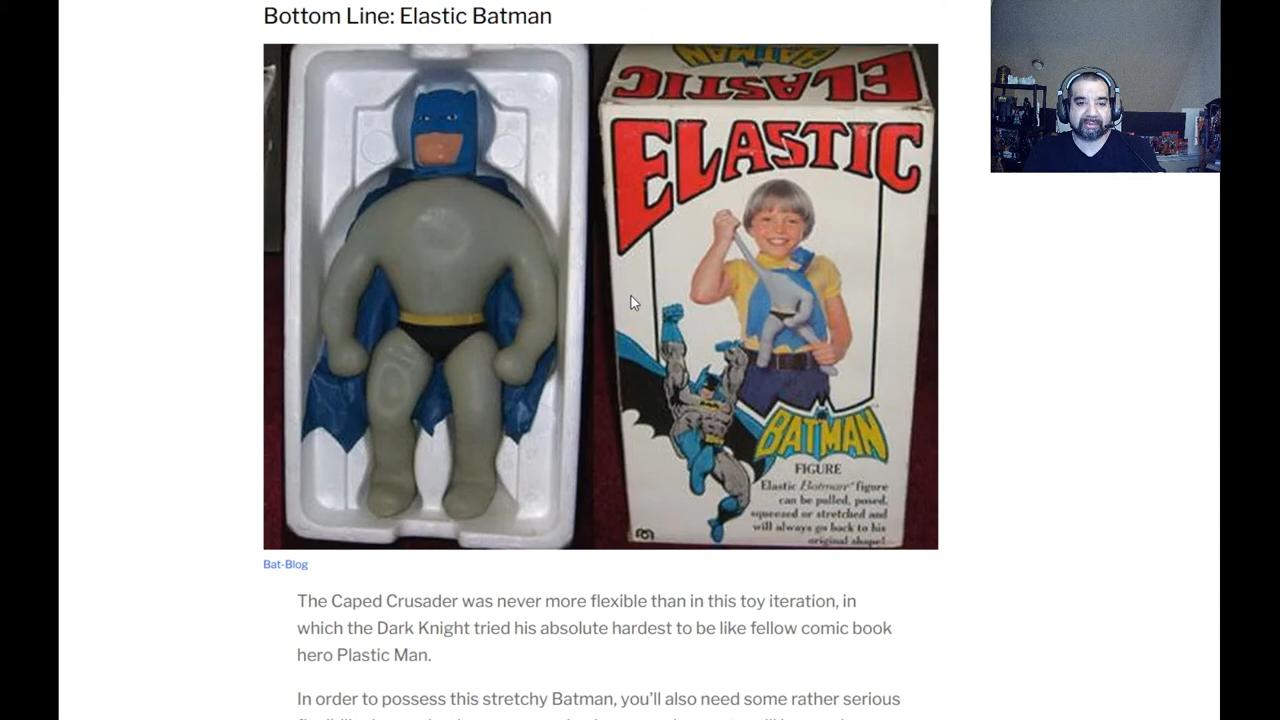 Bottom Line: Elastic Batman
BATMAN
ELASTIC
ELASTIC
BATMAN
FIGURE
Elastic Batman figure
can be pulled, posed,
squeezed or stretched and
will always go back to his
original shape!
Bat-Blog
The Caped Crusader was never more flexible than in this toy iteration, in
which the Dark Knight tried his absolute hardest to be like fellow comic book
hero Plastic Man.
In order to possess this stretchy Batman, you'll also need some rather serious